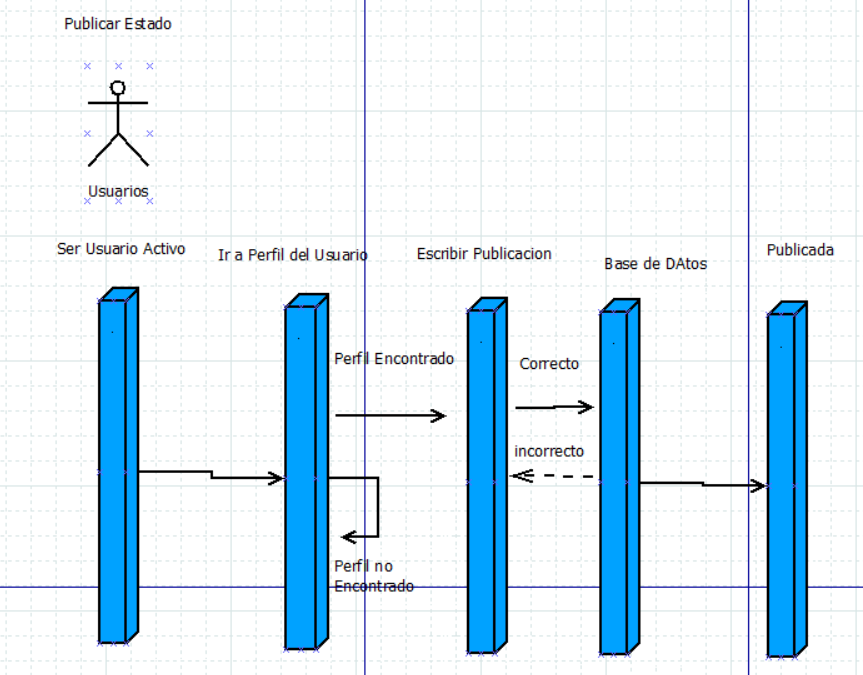 Publicar Estado
Usuarios
Ser Usuario Activo
Ir a Perfil del Usuario
Escribir Publicacion
Base de DAtos
Publicada
Perfil Encontrado
Correcto
incorrecto
Perfil no
Encontrado